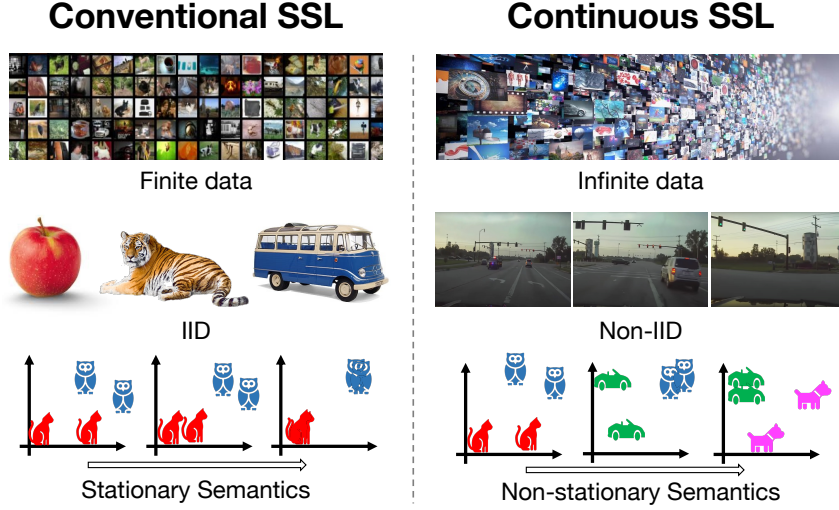 Conventional SSL
Continuous SSL
Finite data
Infinite data
IID
Non-IID
Stationary Semantics
Non-stationary Semantics